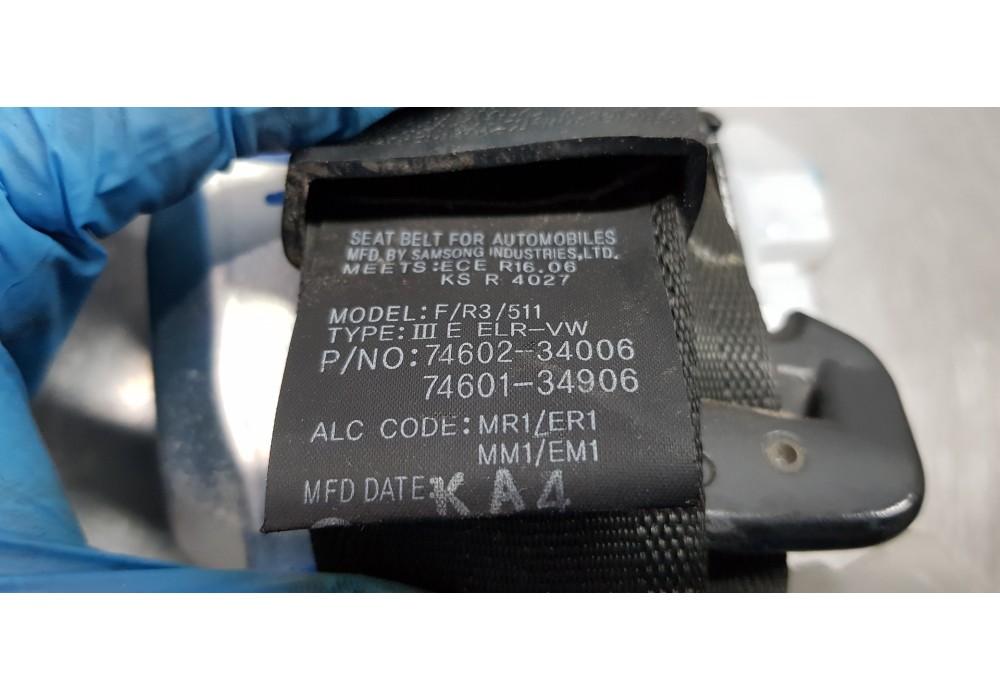 SEAT BELT FOR AUTOMOBILES
MFD. BY SAMSONG INDUSTRIES,LTD.
MEETS:ECE R16.06
KS R 4027
MODEL:F/R3/511
TYPE:III E ELR-VW
P/NO:74602-34006
74601-34906
ALC CODE:MR1/ER1
MM1/EM1
MFD DATE:KA4